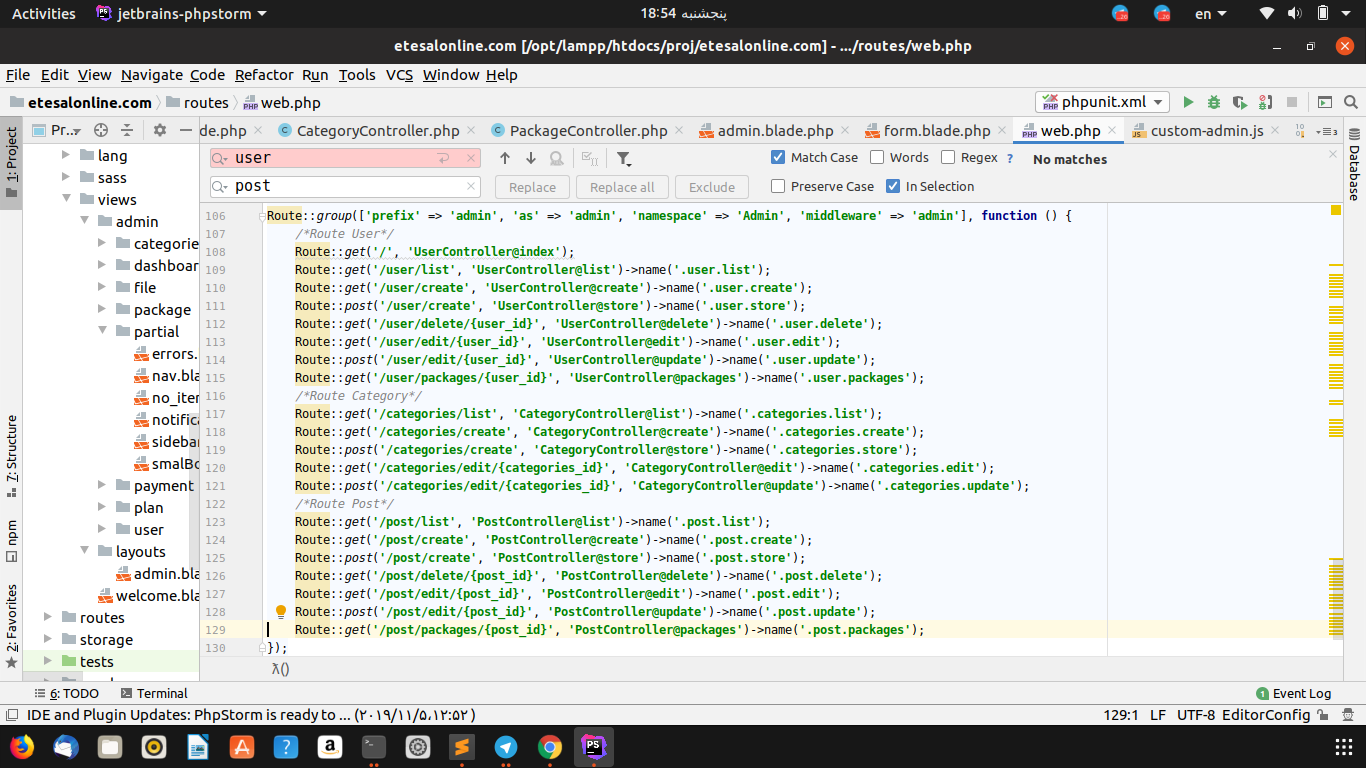 Activities jetbrains-phpstorm پنجشنبه 18:54 en
etesalonline.com [/opt/lampp/htdocs/proj/etesalonline.com] - .../routes/web.php
File Edit View Navigate Code Refactor Run Tools VCS Window Help
etesalonline.com routes web.php phpunit.xml
1: Project
Pr...
de.php CategoryController.php PackageController.php admin.blade.php form.blade.php web.php custom-admin.js
user Match Case Words Regex ? No matches
post Replace Replace all Exclude Preserve Case In Selection
lang
sass
views
admin
categorie
dashboar
file
package
partial
errors.
nav.bla
no_iter
notifica
sidebar
smalBo
payment
plan
user
layouts
admin.bla
welcome.bla
routes
storage
tests
106 Route::group(['prefix' => 'admin', 'as' => 'admin', 'namespace' => 'Admin', 'middleware' => 'admin'], function () {
107 /*Route User*/
108 Route::get('/', 'UserController@index');
109 Route::get('/user/list', 'UserController@list')->name('.user.list');
110 Route::get('/user/create', 'UserController@create')->name('.user.create');
111 Route::post('/user/create', 'UserController@store')->name('.user.store');
112 Route::get('/user/delete/{user_id}', 'UserController@delete')->name('.user.delete');
113 Route::get('/user/edit/{user_id}', 'UserController@edit')->name('.user.edit');
114 Route::post('/user/edit/{user_id}', 'UserController@update')->name('.user.update');
115 Route::get('/user/packages/{user_id}', 'UserController@packages')->name('.user.packages');
116 /*Route Category*/
117 Route::get('/categories/list', 'CategoryController@list')->name('.categories.list');
118 Route::get('/categories/create', 'CategoryController@create')->name('.categories.create');
119 Route::post('/categories/create', 'CategoryController@store')->name('.categories.store');
120 Route::get('/categories/edit/{categories_id}', 'CategoryController@edit')->name('.categories.edit');
121 Route::post('/categories/edit/{categories_id}', 'CategoryController@update')->name('.categories.update');
122 /*Route Post*/
123 Route::get('/post/list', 'PostController@list')->name('.post.list');
124 Route::get('/post/create', 'PostController@create')->name('.post.create');
125 Route::post('/post/create', 'PostController@store')->name('.post.store');
126 Route::get('/post/delete/{post_id}', 'PostController@delete')->name('.post.delete');
127 Route::get('/post/edit/{post_id}', 'PostController@edit')->name('.post.edit');
128 Route::post('/post/edit/{post_id}', 'PostController@update')->name('.post.update');
129 Route::get('/post/packages/{post_id}', 'PostController@packages')->name('.post.packages');
130 });
λ()
7: Structure
npm
2: Favorites
Database
6: TODO Terminal 1 Event Log
IDE and Plugin Updates: PhpStorm is ready to ... (۲۰۱۹/۱۱/۵،۱۲:۵۲) 129:1 LF UTF-8 EditorConfig